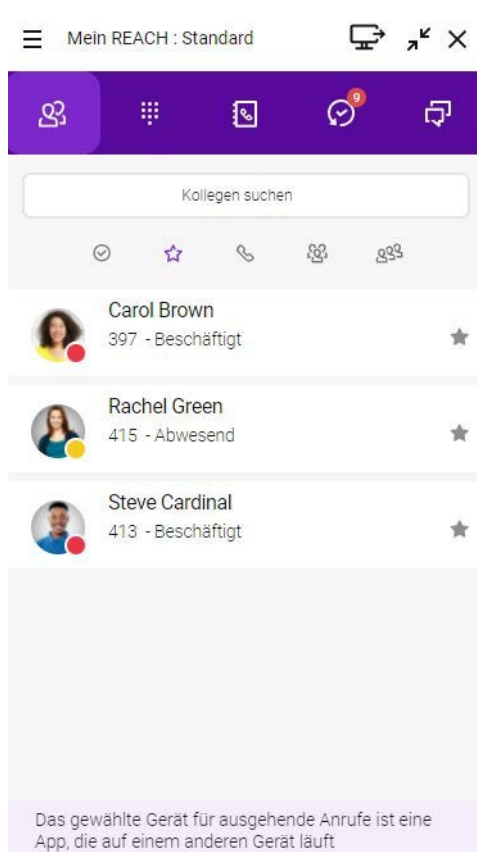 Mein REACH : Standard
9
Kollegen suchen
Carol Brown
397 - Beschäftigt
Rachel Green
415 - Abwesend
Steve Cardinal
413 - Beschäftigt
Das gewählte Gerät für ausgehende Anrufe ist eine
App, die auf einem anderen Gerät läuft